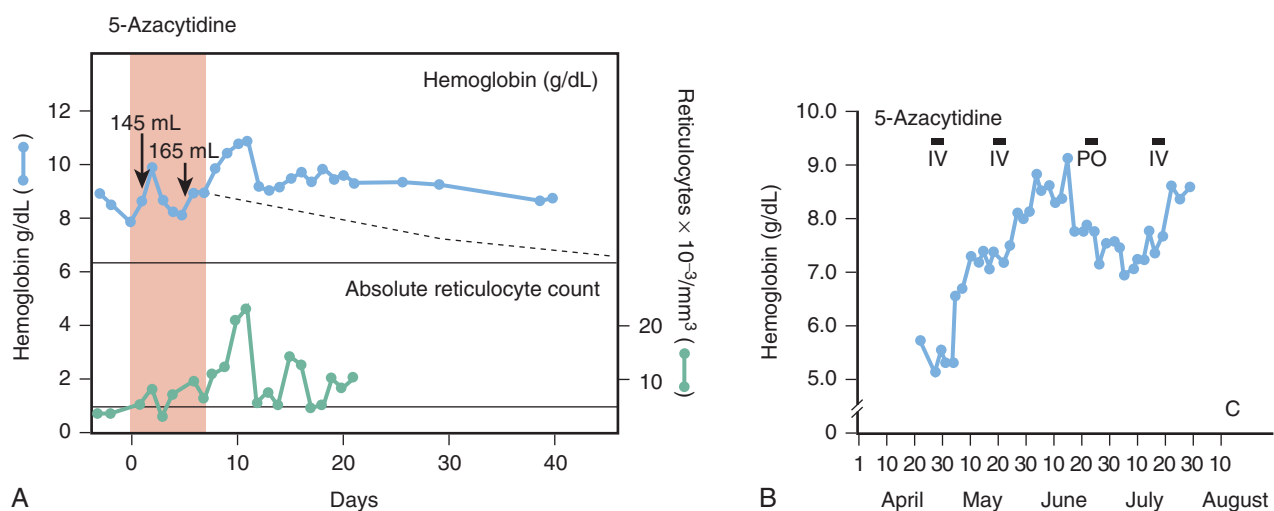 5-Azacytidine
Hemoglobin (g/dL)
12
10
8
6
4
2
0
145 mL
165 mL
Hemoglobin g/dL ( )
Absolute reticulocyte count
20
10
Reticulocytes × 10⁻³/mm³ ( )
0 10 20 30 40
Days
A
5-Azacytidine
IV IV PO IV
10.0
9.0
8.0
7.0
6.0
5.0
0
Hemoglobin (g/dL)
C
1 10 20 30 10 20 30 10 20 30 10 20 30 10
April May June July August
B